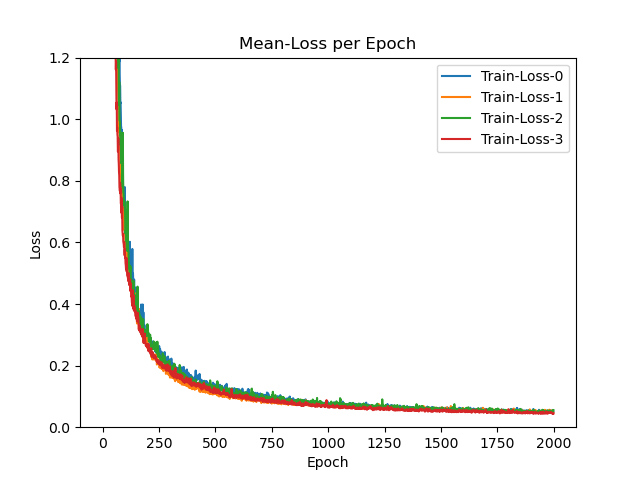 Mean-Loss per Epoch
Train-Loss-0
Train-Loss-1
Train-Loss-2
Train-Loss-3
Loss
1.2
1.0
0.8
0.6
0.4
0.2
0.0
0 250 500 750 1000 1250 1500 1750 2000
Epoch